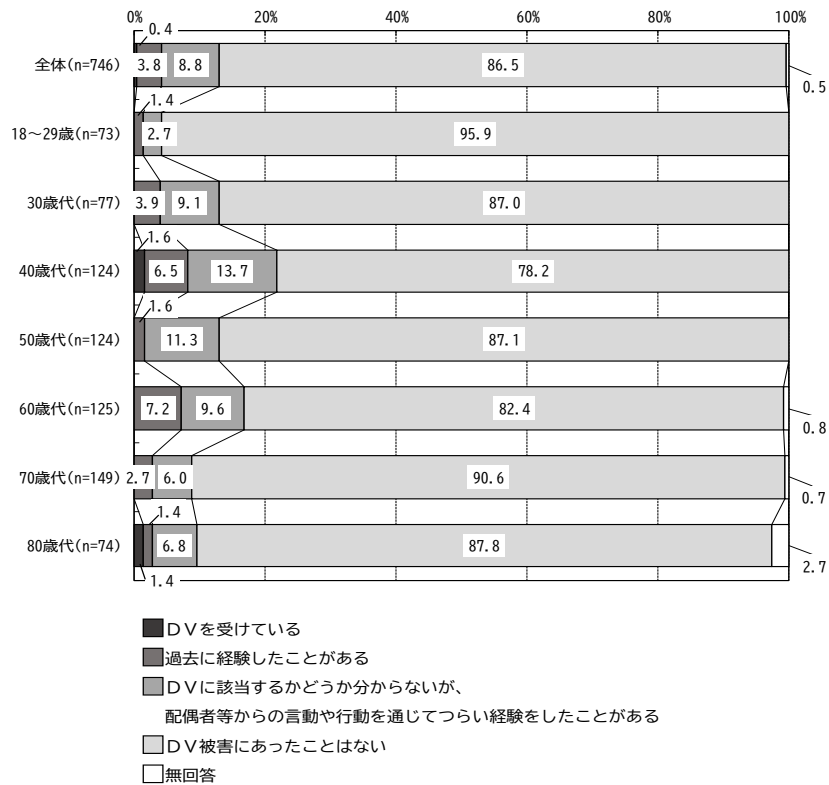 0% 20% 40% 60% 80% 100%
0.4
全体(n=746) 3.8 8.8 86.5 0.5
1.4
18～29歳(n=73) 2.7 95.9
30歳代(n=77) 3.9 9.1 87.0
1.6
40歳代(n=124) 6.5 13.7 78.2
1.6
50歳代(n=124) 11.3 87.1
60歳代(n=125) 7.2 9.6 82.4 0.8
70歳代(n=149) 2.7 6.0 90.6 0.7
1.4
80歳代(n=74) 6.8 87.8 2.7
1.4
ＤＶを受けている
過去に経験したことがある
ＤＶに該当するかどうか分からないが、
配偶者等からの言動や行動を通じてつらい経験をしたことがある
ＤＶ被害にあったことはない
無回答